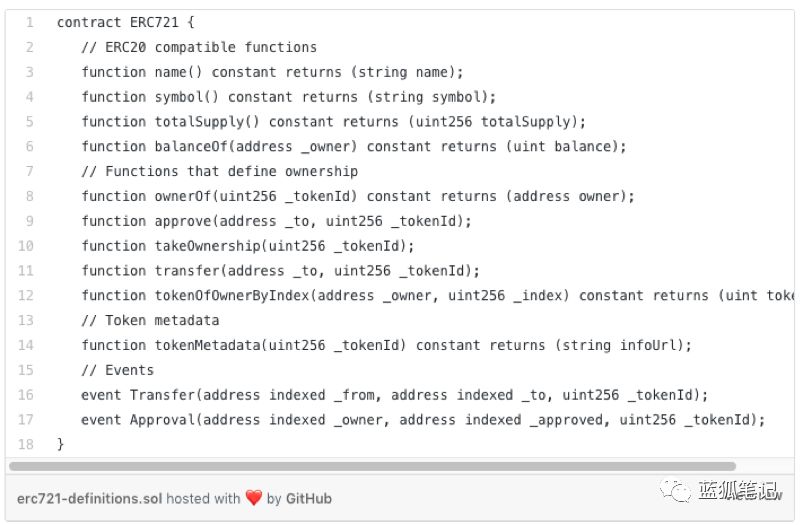 1 contract ERC721 {
2 // ERC20 compatible functions
3 function name() constant returns (string name);
4 function symbol() constant returns (string symbol);
5 function totalSupply() constant returns (uint256 totalSupply);
6 function balanceOf(address _owner) constant returns (uint balance);
7 // Functions that define ownership
8 function ownerOf(uint256 _tokenId) constant returns (address owner);
9 function approve(address _to, uint256 _tokenId);
10 function takeOwnership(uint256 _tokenId);
11 function transfer(address _to, uint256 _tokenId);
12 function tokenOfOwnerByIndex(address _owner, uint256 _index) constant returns (uint toke
13 // Token metadata
14 function tokenMetadata(uint256 _tokenId) constant returns (string infoUrl);
15 // Events
16 event Transfer(address indexed _from, address indexed _to, uint256 _tokenId);
17 event Approval(address indexed _owner, address indexed _approved, uint256 _tokenId);
18 }
erc721-definitions.sol hosted with ❤ by GitHub
蓝狐笔记